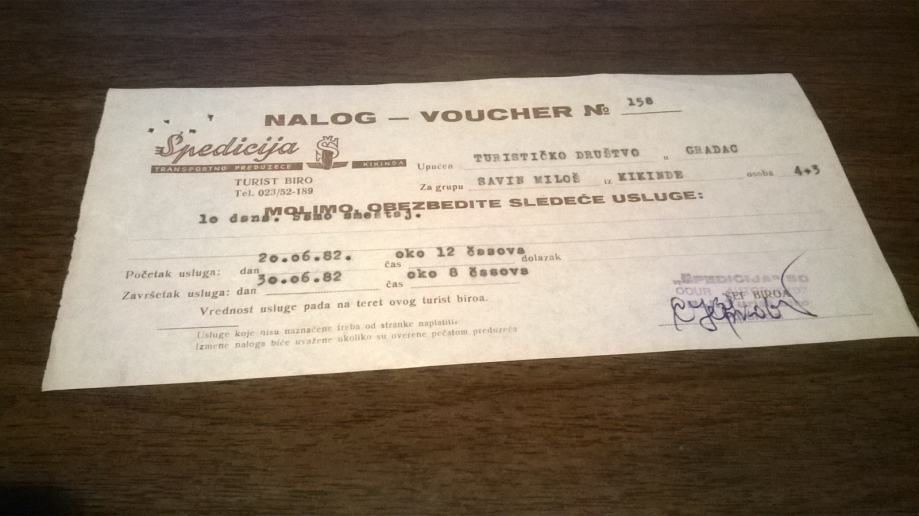 NALOG — VOUCHER № 158
Špedicija
TRANSPORTNO PREDUZEĆE KIKINDA
TURIST BIRO
Tel. 023/52-189
Upućen TURISTIČKO DRUŠTVO u GRADAC
Za grupu SAVIN MILOŠ iz KIKINDE osoba 4+3
MOLIMO, OBEZBEDITE SLEDEĆE USLUGE:
lo dana. Samo smeštaj.
Početak usluga: dan 20.06.82. čas oko 12 časova dolazak
Završetak usluga: dan 30.06.82 čas oko 8 časova
Vrednost usluge pada na teret ovog turist biroa.
Usluge koje nisu naznačene treba od stranke naplatiti.
Izmene naloga biće uvažene ukoliko su overene pečatom preduzeća
"ŠPEDICIJA"
ŠEF BIROA